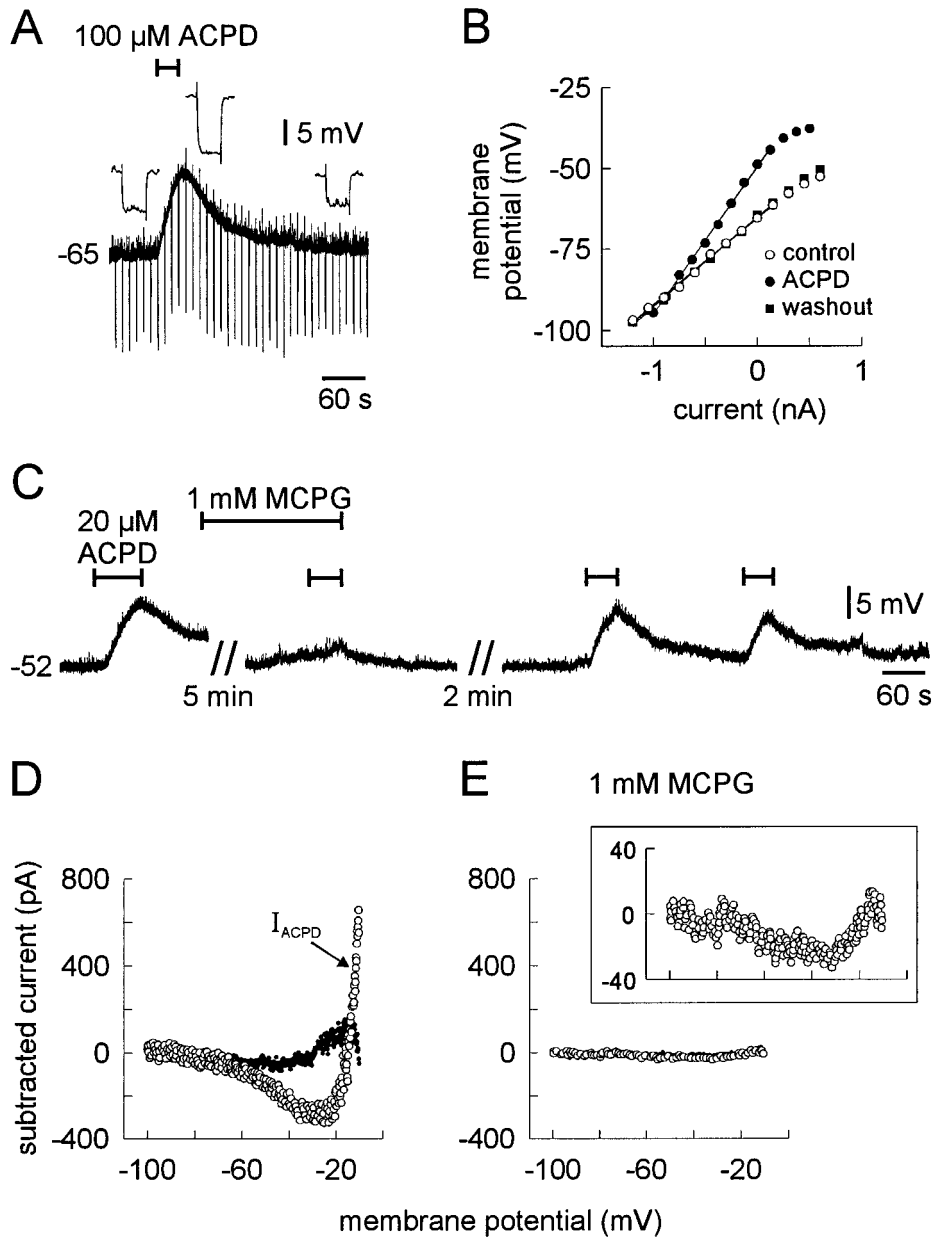 A
100 µM ACPD
5 mV
-65
60 s
B
-25
-50
-75
-100
membrane
potential (mV)
control
ACPD
washout
-1
0
1
current (nA)
C
1 mM MCPG
20 µM
ACPD
5 mV
-52
5 min
2 min
60 s
D
800
400
0
-400
subtracted current (pA)
I_ACPD
-100
-60
-20
E
1 mM MCPG
40
0
-40
800
400
0
-400
-100
-60
-20
membrane potential (mV)